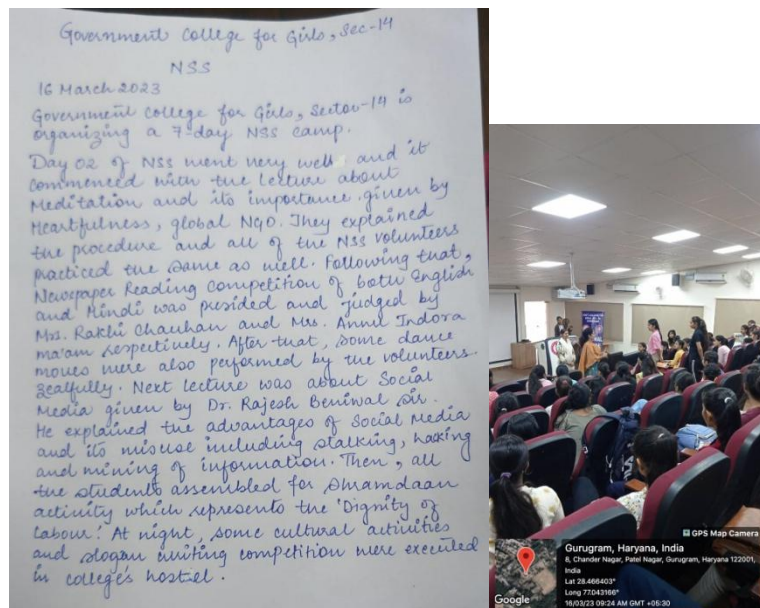 Government College for Girls, Sec-14
NSS
16 March 2023
Government College for Girls, Sector-14 is
organizing a 7-day NSS camp.
Day 02 of NSS went very well and it
commenced with the lecture about
Meditation and its importance given by
Heartfulness, global NGO. They explained
the procedure and all of the NSS volunteers
practiced the same as well. Following that,
Newspaper Reading Competition of both English
and Hindi was presided and judged by
Mrs. Rakhi Chauhan and Mrs. Annu Indora
ma'am respectively. After that, some dance
moves were also performed by the volunteers
zealfully. Next lecture was about Social
Media given by Dr. Rajesh Beniwal sir.
He explained the advantages of Social Media
and its misuse including stalking, hacking
and mining of information. Then, all
the students assembled for Shramdaan
activity which represents the 'Dignity of
Labour'. At night, some cultural activities
and slogan writing competition were executed
in college's hostel.
GPS Map Camera
Google
Gurugram, Haryana, India
8, Chander Nagar, Patel Nagar, Gurugram, Haryana 122001,
India
Lat 28.466403°
Long 77.043166°
16/03/23 09:24 AM GMT +05:30